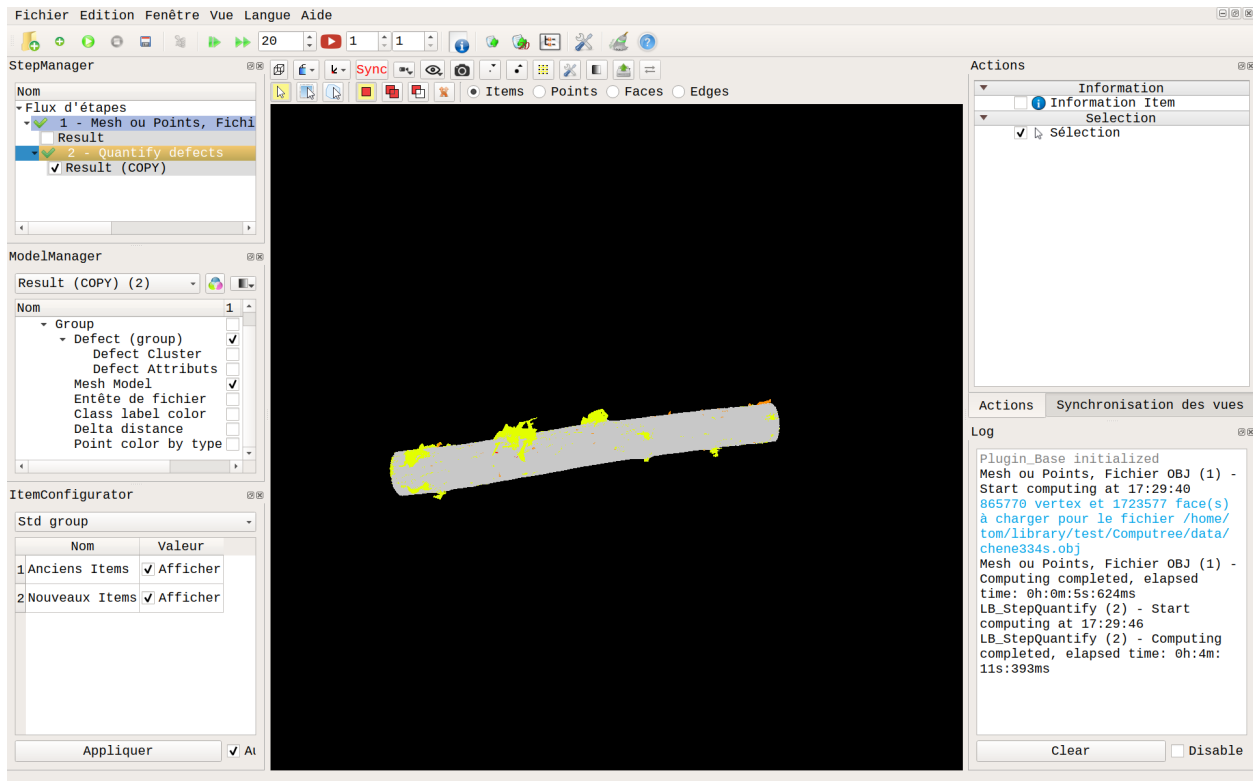 Fichier Edition Fenêtre Vue Langue Aide
20 1 1
StepManager
Nom
Flux d'étapes
1 - Mesh ou Points, Fichi
Result
2 - Quantify defects
Result (COPY)
ModelManager
Result (COPY) (2)
Nom 1
Group
Defect (group)
Defect Cluster
Defect Attributs
Mesh Model
Entête de fichier
Class label color
Delta distance
Point color by type
ItemConfigurator
Std group
Nom Valeur
1 Anciens Items Afficher
2 Nouveaux Items Afficher
Appliquer
Sync
Items Points Faces Edges
Actions
Information
Information Item
Selection
Sélection
Actions Synchronisation des vues
Log
Plugin_Base initialized
Mesh ou Points, Fichier OBJ (1) -
Start computing at 17:29:40
865770 vertex et 1723577 face(s)
à charger pour le fichier /home/
tom/library/test/Computree/data/
chene334s.obj
Mesh ou Points, Fichier OBJ (1) -
Computing completed, elapsed
time: 0h:0m:5s:624ms
LB_StepQuantify (2) - Start
computing at 17:29:46
LB_StepQuantify (2) - Computing
completed, elapsed time: 0h:4m:
11s:393ms
Clear Disable